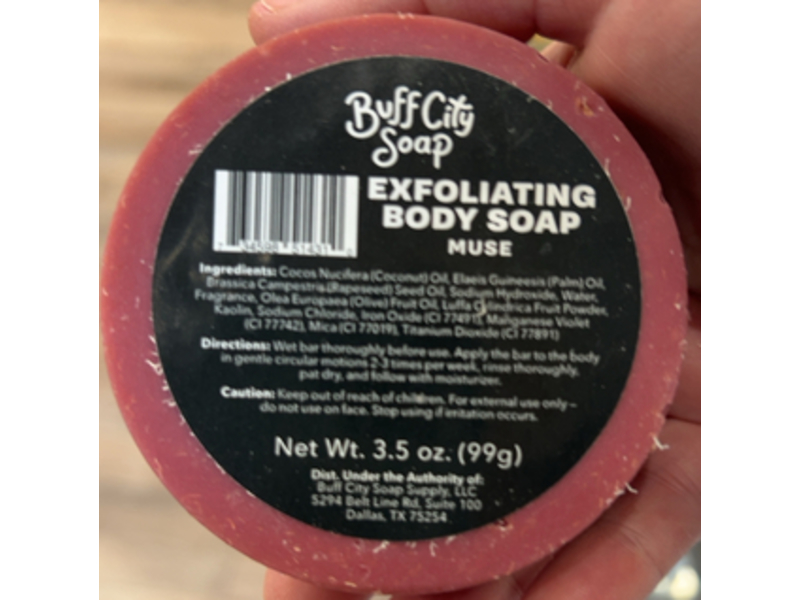 Buff City
Soap
EXFOLIATING
BODY SOAP
MUSE
Ingredients: Cocos Nucifera (Coconut) Oil, Elaeis Guineesis (Palm) Oil,
Brassica Campestris (Rapeseed) Seed Oil, Sodium Hydroxide, Water,
Fragrance, Olea Europaea (Olive) Fruit Oil, Luffa Cylindrica Fruit Powder,
Kaolin, Sodium Chloride, Iron Oxide (CI 77491), Manganese Violet
(CI 77742), Mica (CI 77019), Titanium Dioxide (CI 77891)
Directions: Wet bar thoroughly before use. Apply the bar to the body
in gentle circular motions 2-3 times per week, rinse thoroughly,
pat dry, and follow with moisturizer.
Caution: Keep out of reach of children. For external use only –
do not use on face. Stop using if irritation occurs.
Net Wt. 3.5 oz. (99g)
Dist. Under the Authority of:
Buff City Soap Supply, LLC
5294 Belt Line Rd, Suite 100
Dallas, TX 75254